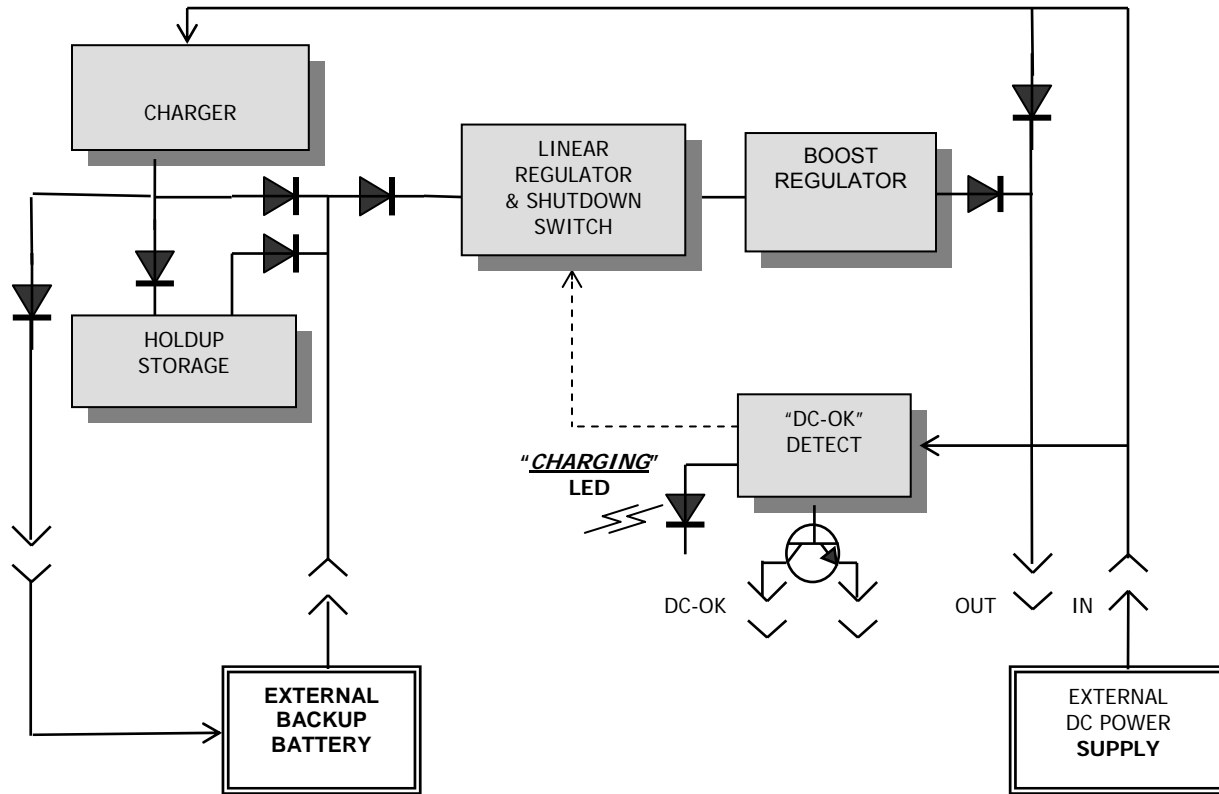 CHARGER
LINEAR
REGULATOR
& SHUTDOWN
SWITCH
BOOST
REGULATOR
HOLDUP
STORAGE
"DC-OK"
DETECT
"CHARGING"
LED
DC-OK
OUT
IN
EXTERNAL
BACKUP
BATTERY
EXTERNAL
DC POWER
SUPPLY